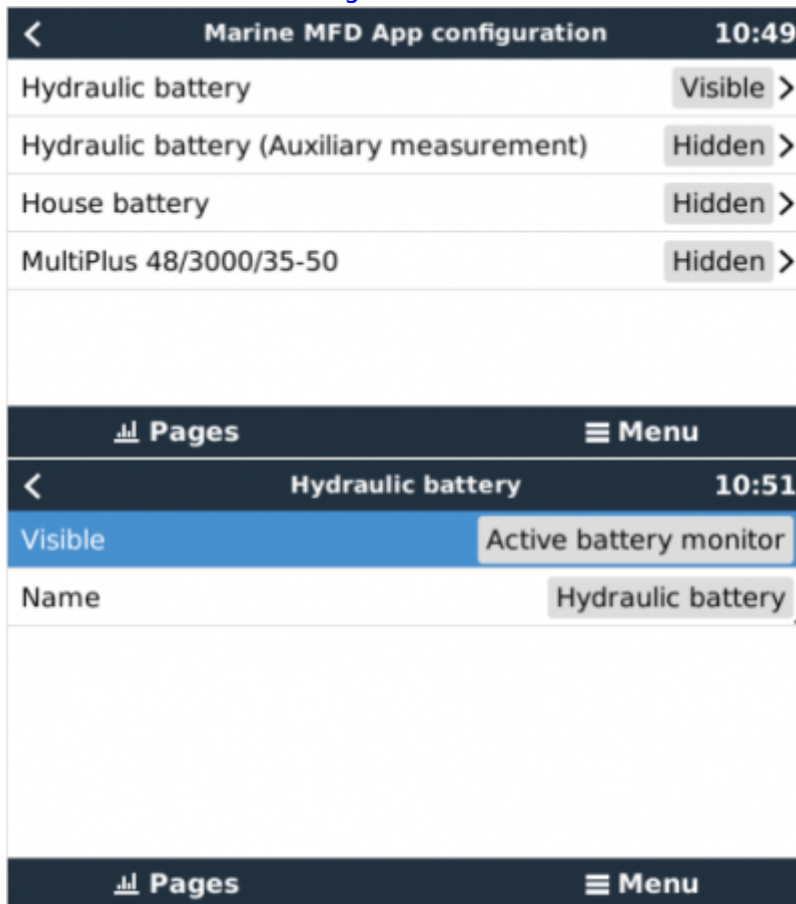 Marine MFD App configuration 10:49
Hydraulic battery Visible
Hydraulic battery (Auxiliary measurement) Hidden
House battery Hidden
MultiPlus 48/3000/35-50 Hidden
Pages Menu
Hydraulic battery 10:51
Visible Active battery monitor
Name Hydraulic battery
Pages Menu